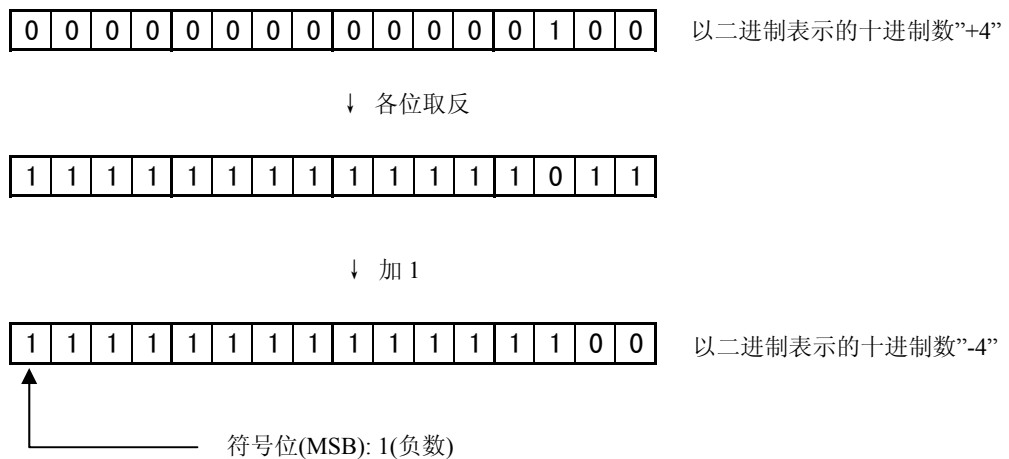 0 0 0 0 0 0 0 0 0 0 0 0 0 1 0 0 以二进制表示的十进制数”+4”
↓ 各位取反
1 1 1 1 1 1 1 1 1 1 1 1 1 0 1 1
↓ 加 1
1 1 1 1 1 1 1 1 1 1 1 1 1 1 0 0 以二进制表示的十进制数”-4”
符号位(MSB): 1(负数)